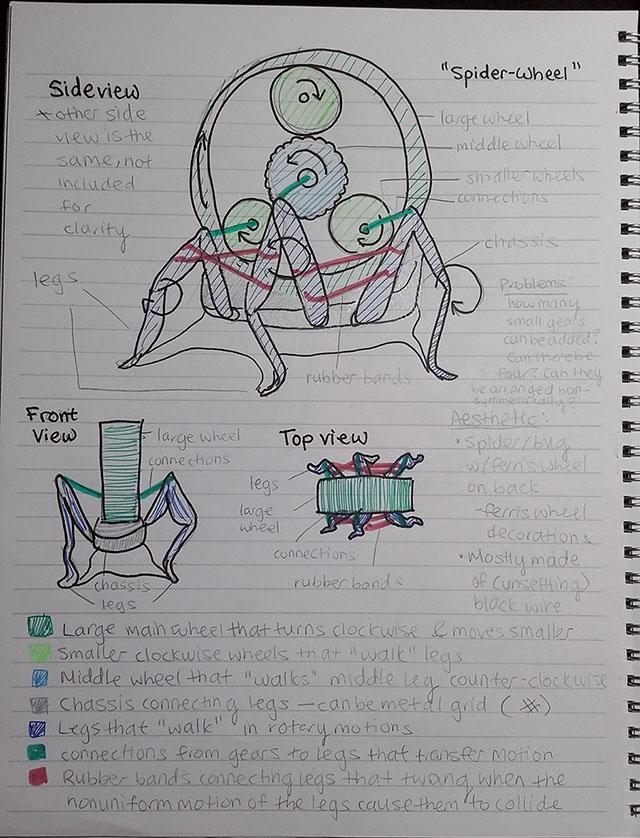 Sideview
"Spider-Wheel"
* other side
view is the
same, not
included
for
clarity
large wheel
middle wheel
smaller wheels
connections
chassis
legs
rubber bands
Problems:
how many
small gears
can be added?
Can there be
four? Can they
be arranged non-
symmetrically?
Front
View
large wheel
connections
chassis
legs
Top view
legs
large
wheel
connections
rubber bands
Aesthetic:
• Spider/bug
w/ferris wheel
on back
- ferris wheel
decorations
• Mostly made
of (unsettling)
black wire
Large main wheel that turns clockwise & moves smaller
Smaller clockwise wheels that "walk" legs
Middle wheel that "walks" middle leg counter-clockwise
Chassis connecting legs — can be metal grid ( )
Legs that "walk" in rotary motions
connections from gears to legs that transfer motion
Rubber bands connecting legs that twang when the
nonuniform motion of the legs cause them to collide